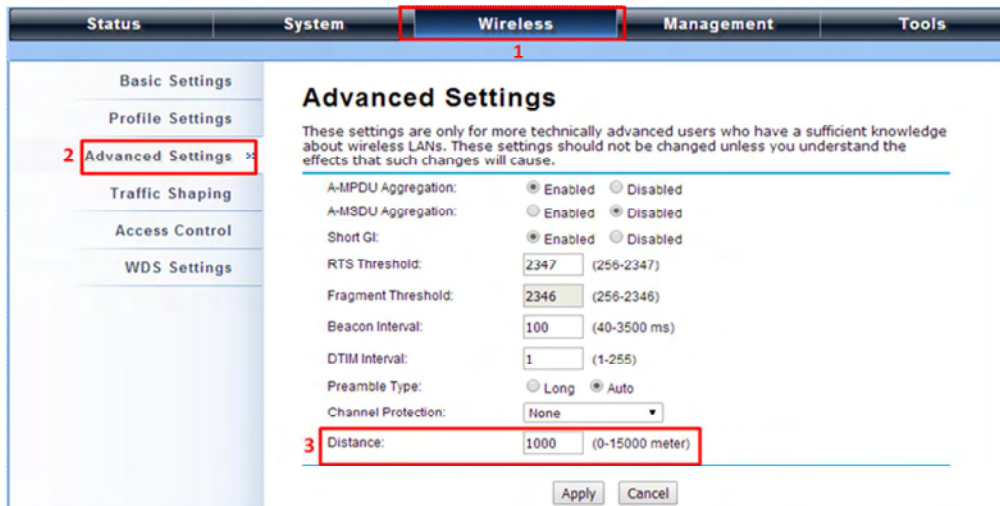 Status System Wireless Management Tools
1
Basic Settings
Profile Settings
2 Advanced Settings »
Traffic Shaping
Access Control
WDS Settings
Advanced Settings
These settings are only for more technically advanced users who have a sufficient knowledge
about wireless LANs. These settings should not be changed unless you understand the
effects that such changes will cause.
A-MPDU Aggregation: Enabled Disabled
A-MSDU Aggregation: Enabled Disabled
Short GI: Enabled Disabled
RTS Threshold: 2347 (256-2347)
Fragment Threshold: 2346 (256-2346)
Beacon Interval: 100 (40-3500 ms)
DTIM Interval: 1 (1-255)
Preamble Type: Long Auto
Channel Protection: None
3 Distance: 1000 (0-15000 meter)
Apply Cancel